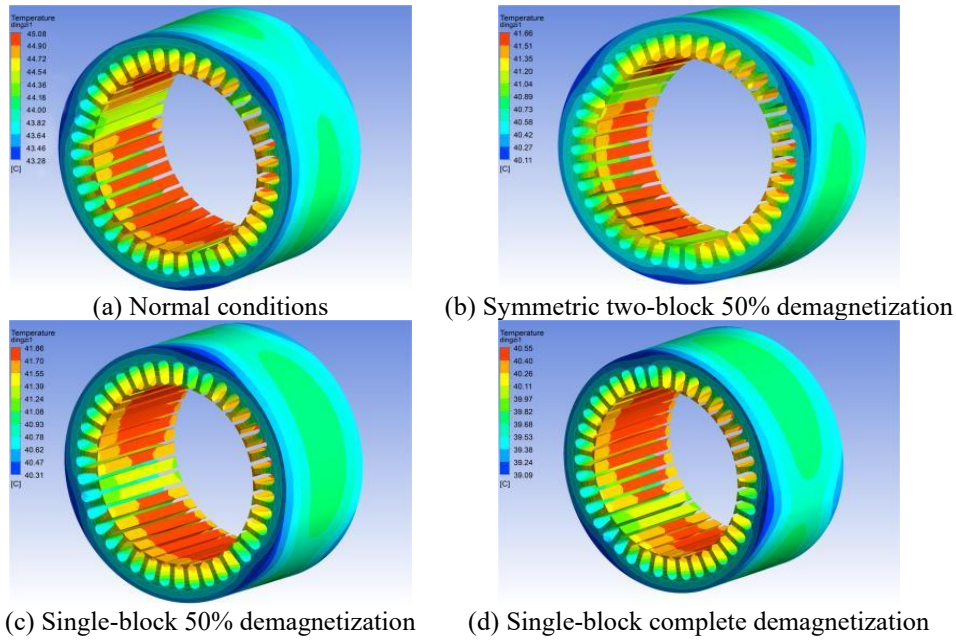 Temperature
dingzi1
45.08
44.90
44.72
44.54
44.36
44.18
44.00
43.82
43.64
43.46
43.28
[C]
Temperature
dingzi1
41.66
41.51
41.35
41.20
41.04
40.89
40.73
40.58
40.42
40.27
40.11
[C]
(a) Normal conditions
(b) Symmetric two-block 50% demagnetization
Temperature
dingzi1
41.86
41.70
41.55
41.39
41.24
41.08
40.93
40.78
40.62
40.47
40.31
[C]
Temperature
dingzi1
40.55
40.40
40.26
40.11
39.97
39.82
39.68
39.53
39.38
39.24
39.09
[C]
(c) Single-block 50% demagnetization
(d) Single-block complete demagnetization